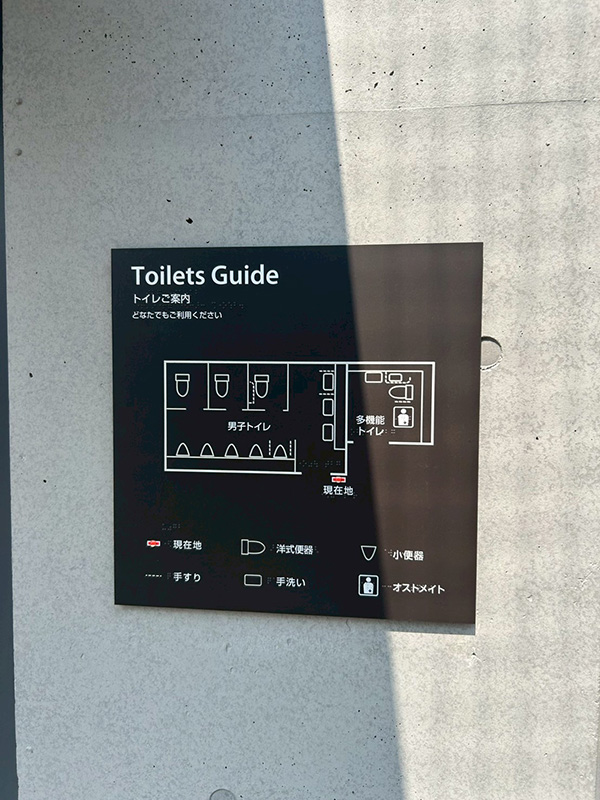 Toilets Guide
トイレご案内
どなたでもご利用ください
男子トイレ
多機能
トイレ
現在地
現在地
洋式便器
小便器
手すり
手洗い
オストメイト